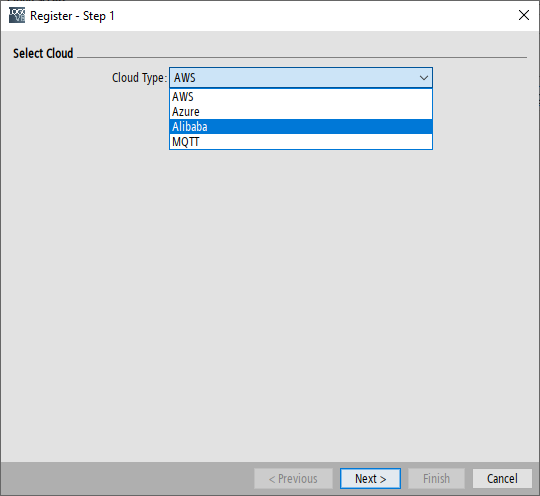 Register - Step 1
Select Cloud
Cloud Type: AWS
AWS
Azure
Alibaba
MQTT
< Previous Next > Finish Cancel